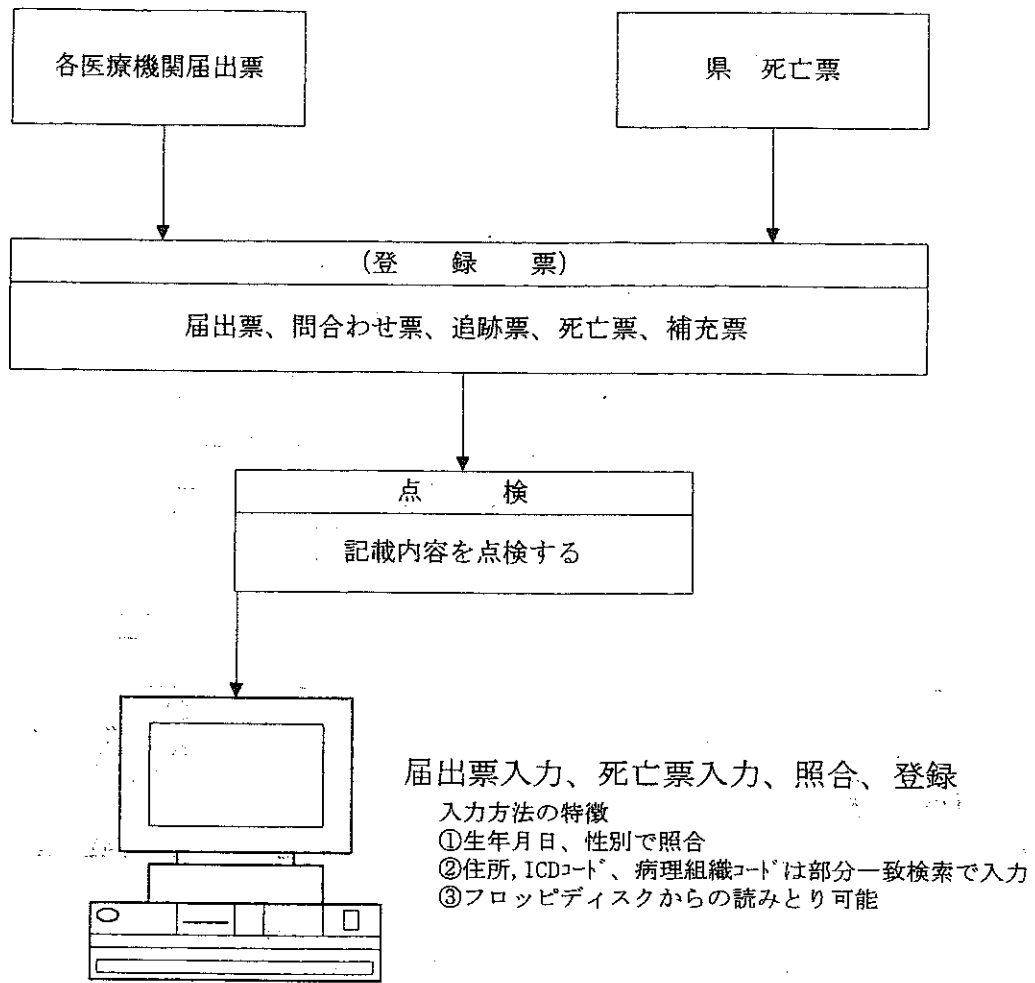 各医療機関届出票
県　死亡票
(登　録　票)
届出票、問合わせ票、追跡票、死亡票、補充票
点　検
記載内容を点検する
届出票入力、死亡票入力、照合、登録
入力方法の特徴
①生年月日、性別で照合
②住所,ICDｺｰﾄﾞ、病理組織ｺｰﾄﾞは部分一致検索で入力
③フロッピディスクからの読みとり可能